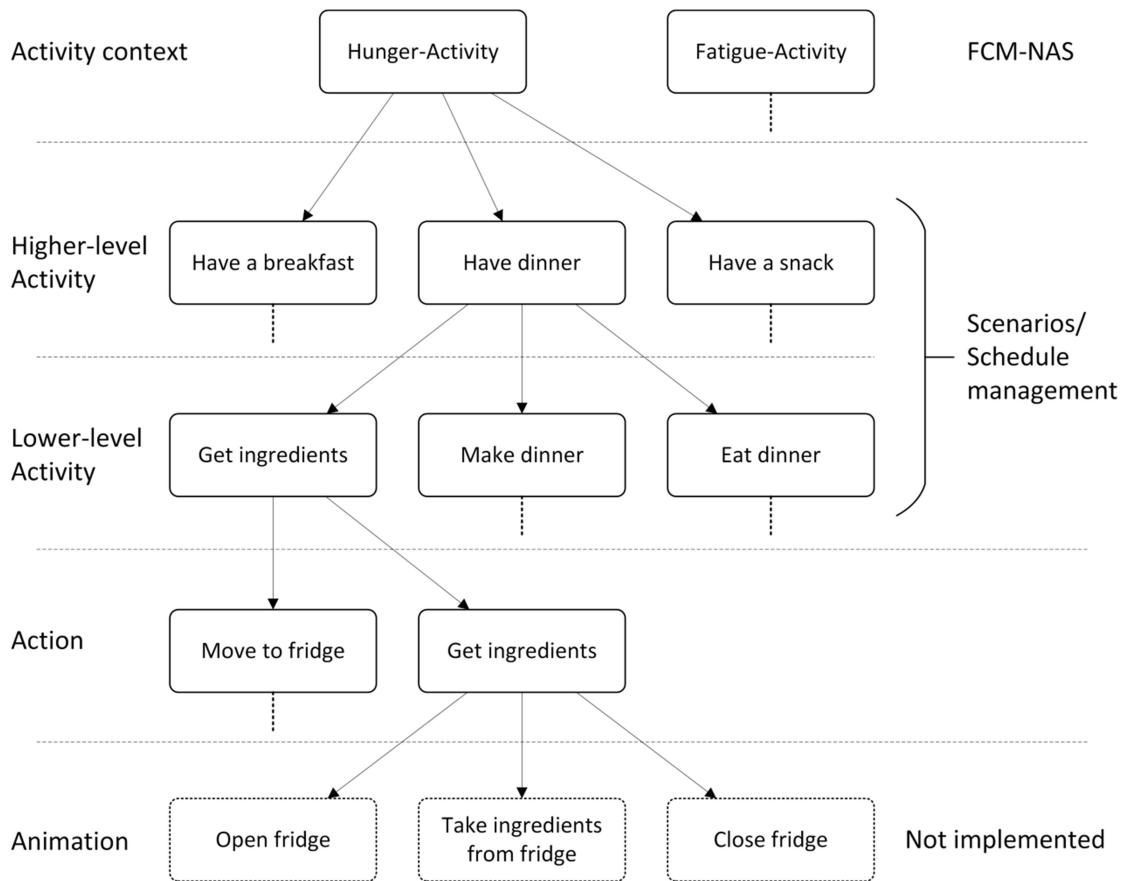 Activity context
Hunger-Activity
Fatigue-Activity
FCM-NAS
Higher-level
Activity
Have a breakfast
Have dinner
Have a snack
Scenarios/
Schedule
management
Lower-level
Activity
Get ingredients
Make dinner
Eat dinner
Action
Move to fridge
Get ingredients
Animation
Open fridge
Take ingredients
from fridge
Close fridge
Not implemented